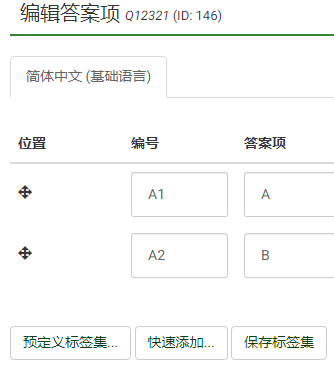 编辑答案项 Q12321 (ID: 146)
简体中文 (基础语言)
位置 编号 答案项
A1 A
A2 B
预定义标签集... 快速添加... 保存标签集